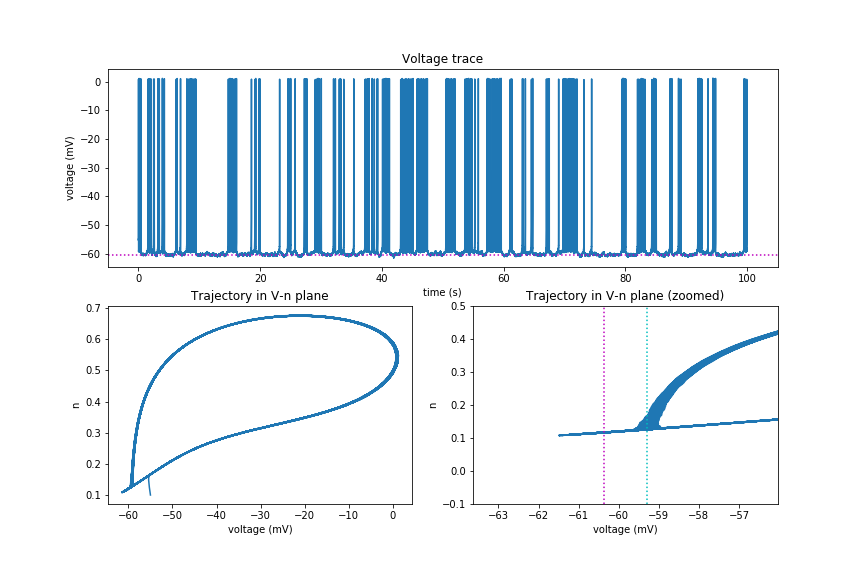 Voltage trace
voltage (mV)
0
−10
−20
−30
−40
−50
−60
0 20 40 60 80 100
time (s)
Trajectory in V-n plane
n
0.7
0.6
0.5
0.4
0.3
0.2
0.1
−60 −50 −40 −30 −20 −10 0
voltage (mV)
Trajectory in V-n plane (zoomed)
n
0.5
0.4
0.3
0.2
0.1
0.0
−0.1
−63 −62 −61 −60 −59 −58 −57
voltage (mV)